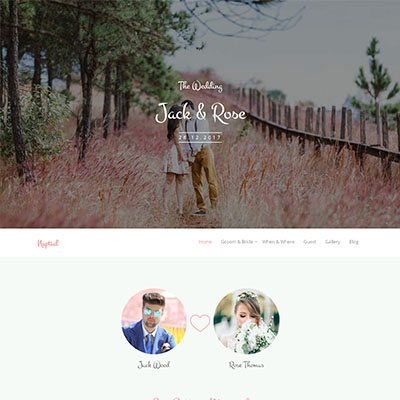 The Wedding
Jack & Rose
28.12.2017
Nuptial
Home Groom & Bride When & Where Guest Gallery Blog
Jack Wood
Rose Thomas